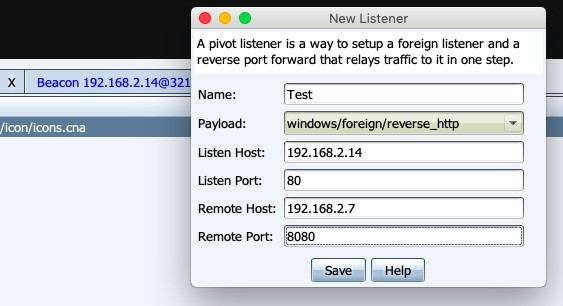 New Listener
A pivot listener is a way to setup a foreign listener and a
reverse port forward that relays traffic to it in one step.
X Beacon 192.168.2.14@321
Name: Test
/icon/icons.cna
Payload: windows/foreign/reverse_http
Listen Host: 192.168.2.14
Listen Port: 80
Remote Host: 192.168.2.7
Remote Port: 8080
Save Help